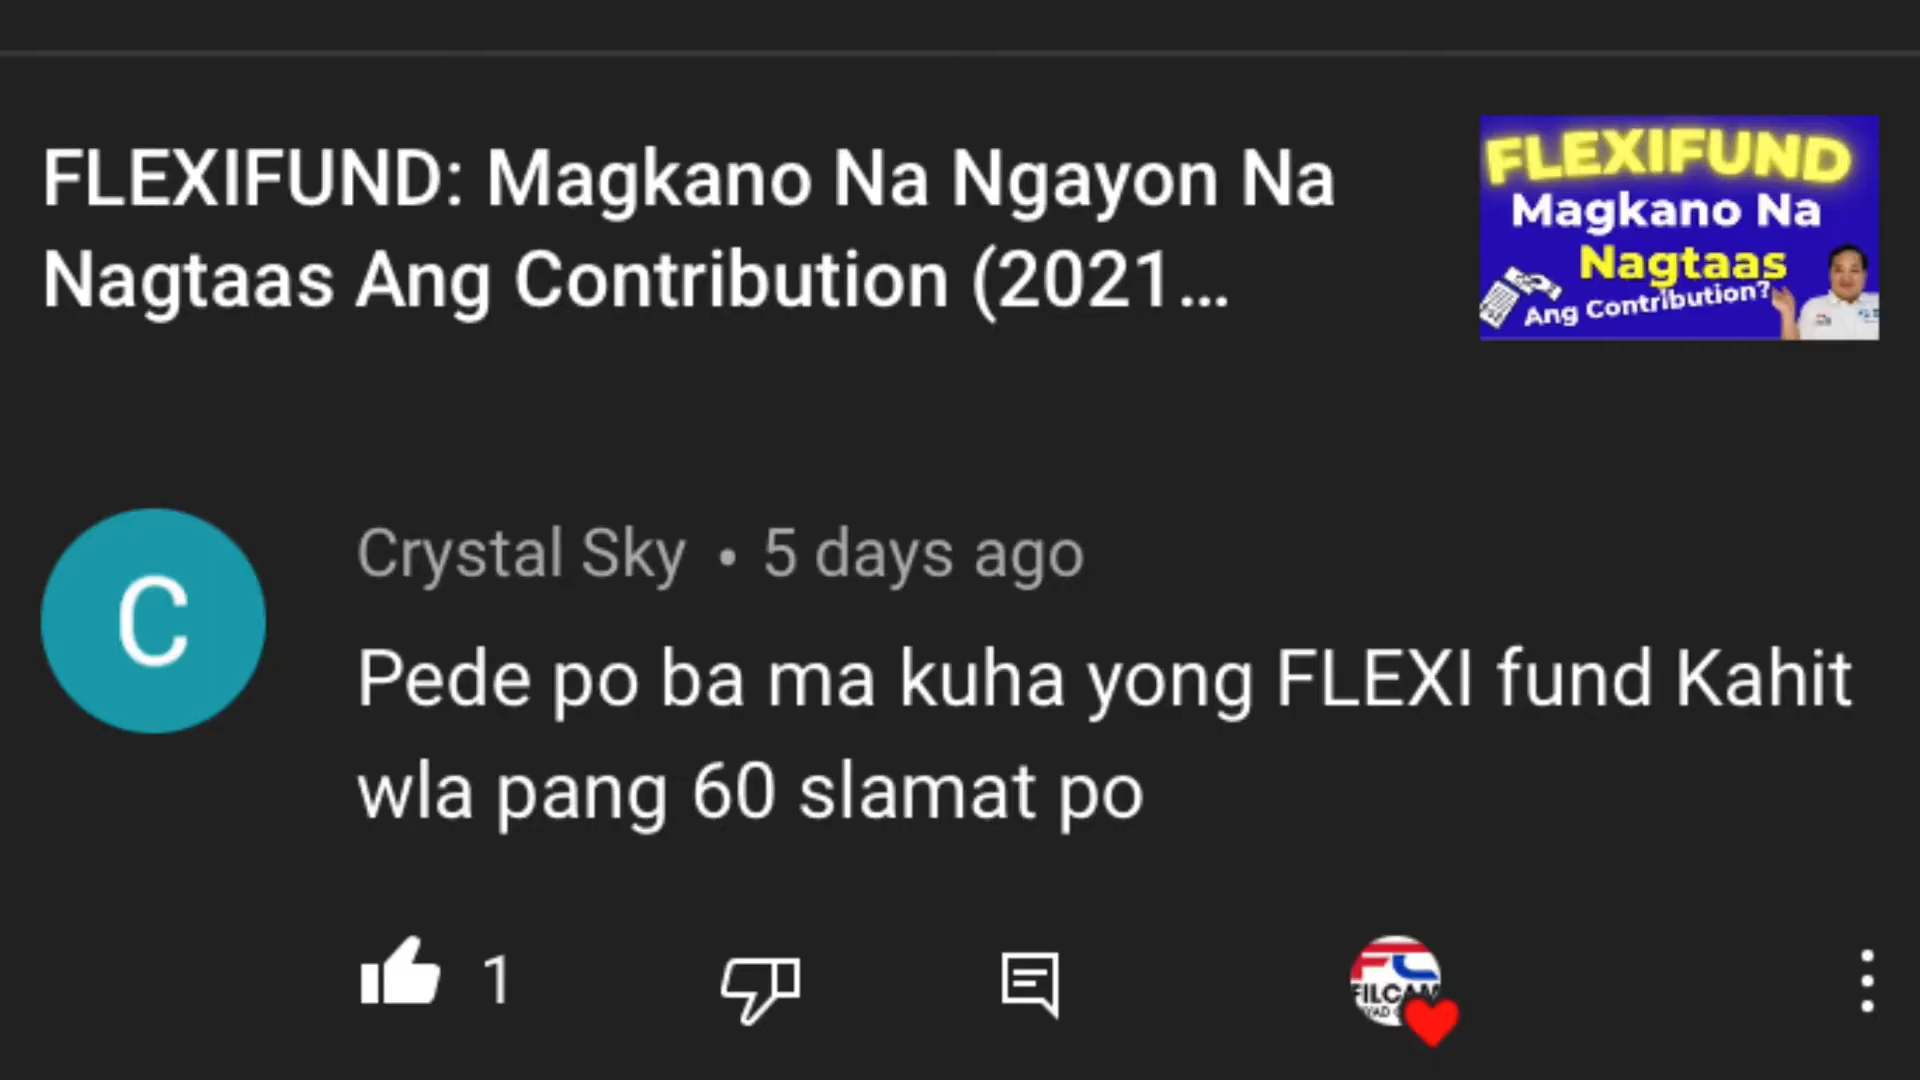 FLEXIFUND: Magkano Na Ngayon Na
Nagtaas Ang Contribution (2021...
FLEXIFUND
Magkano Na
Nagtaas
Ang Contribution?
C
Crystal Sky • 5 days ago
Pede po ba ma kuha yong FLEXI fund Kahit
wla pang 60 slamat po
1
FC